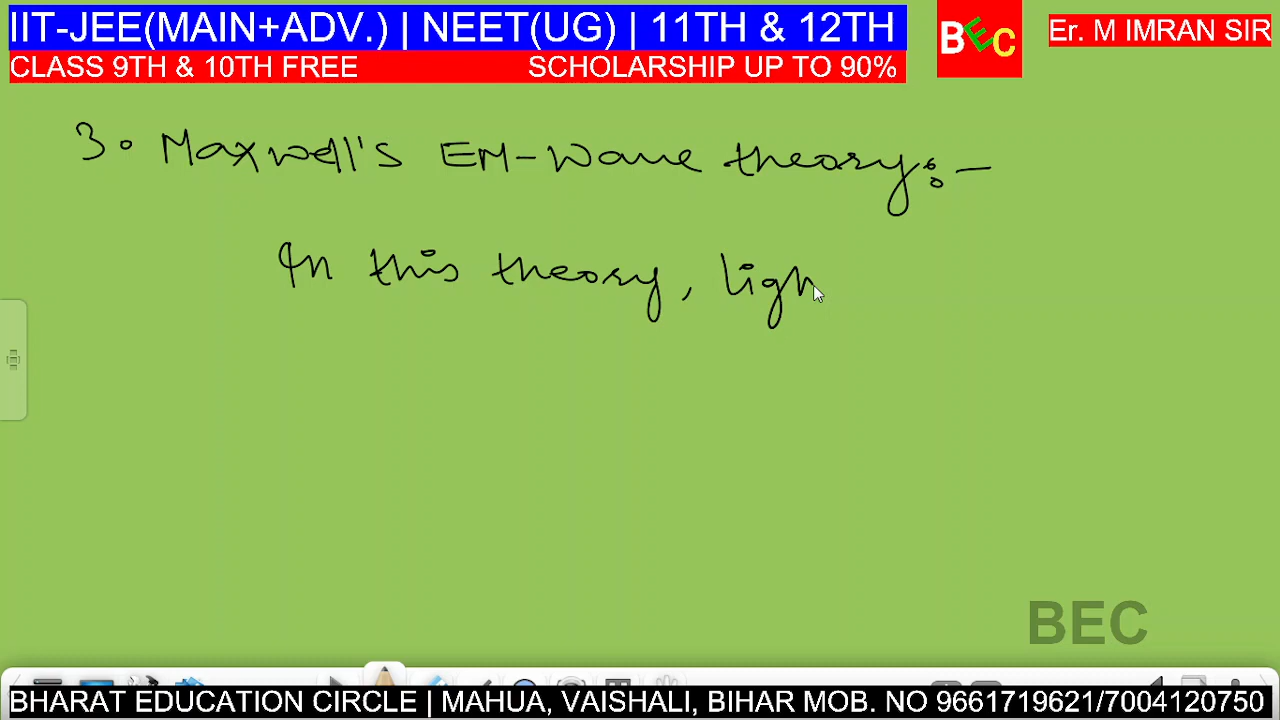 IIT-JEE(MAIN+ADV.) | NEET(UG) | 11TH & 12TH
CLASS 9TH & 10TH FREE SCHOLARSHIP UP TO 90%
BEC
Er. M IMRAN SIR
3. Maxwell's EM-Wave theory:-
In this theory, ligh
BEC
BHARAT EDUCATION CIRCLE | MAHUA, VAISHALI, BIHAR MOB. NO 9661719621/7004120750